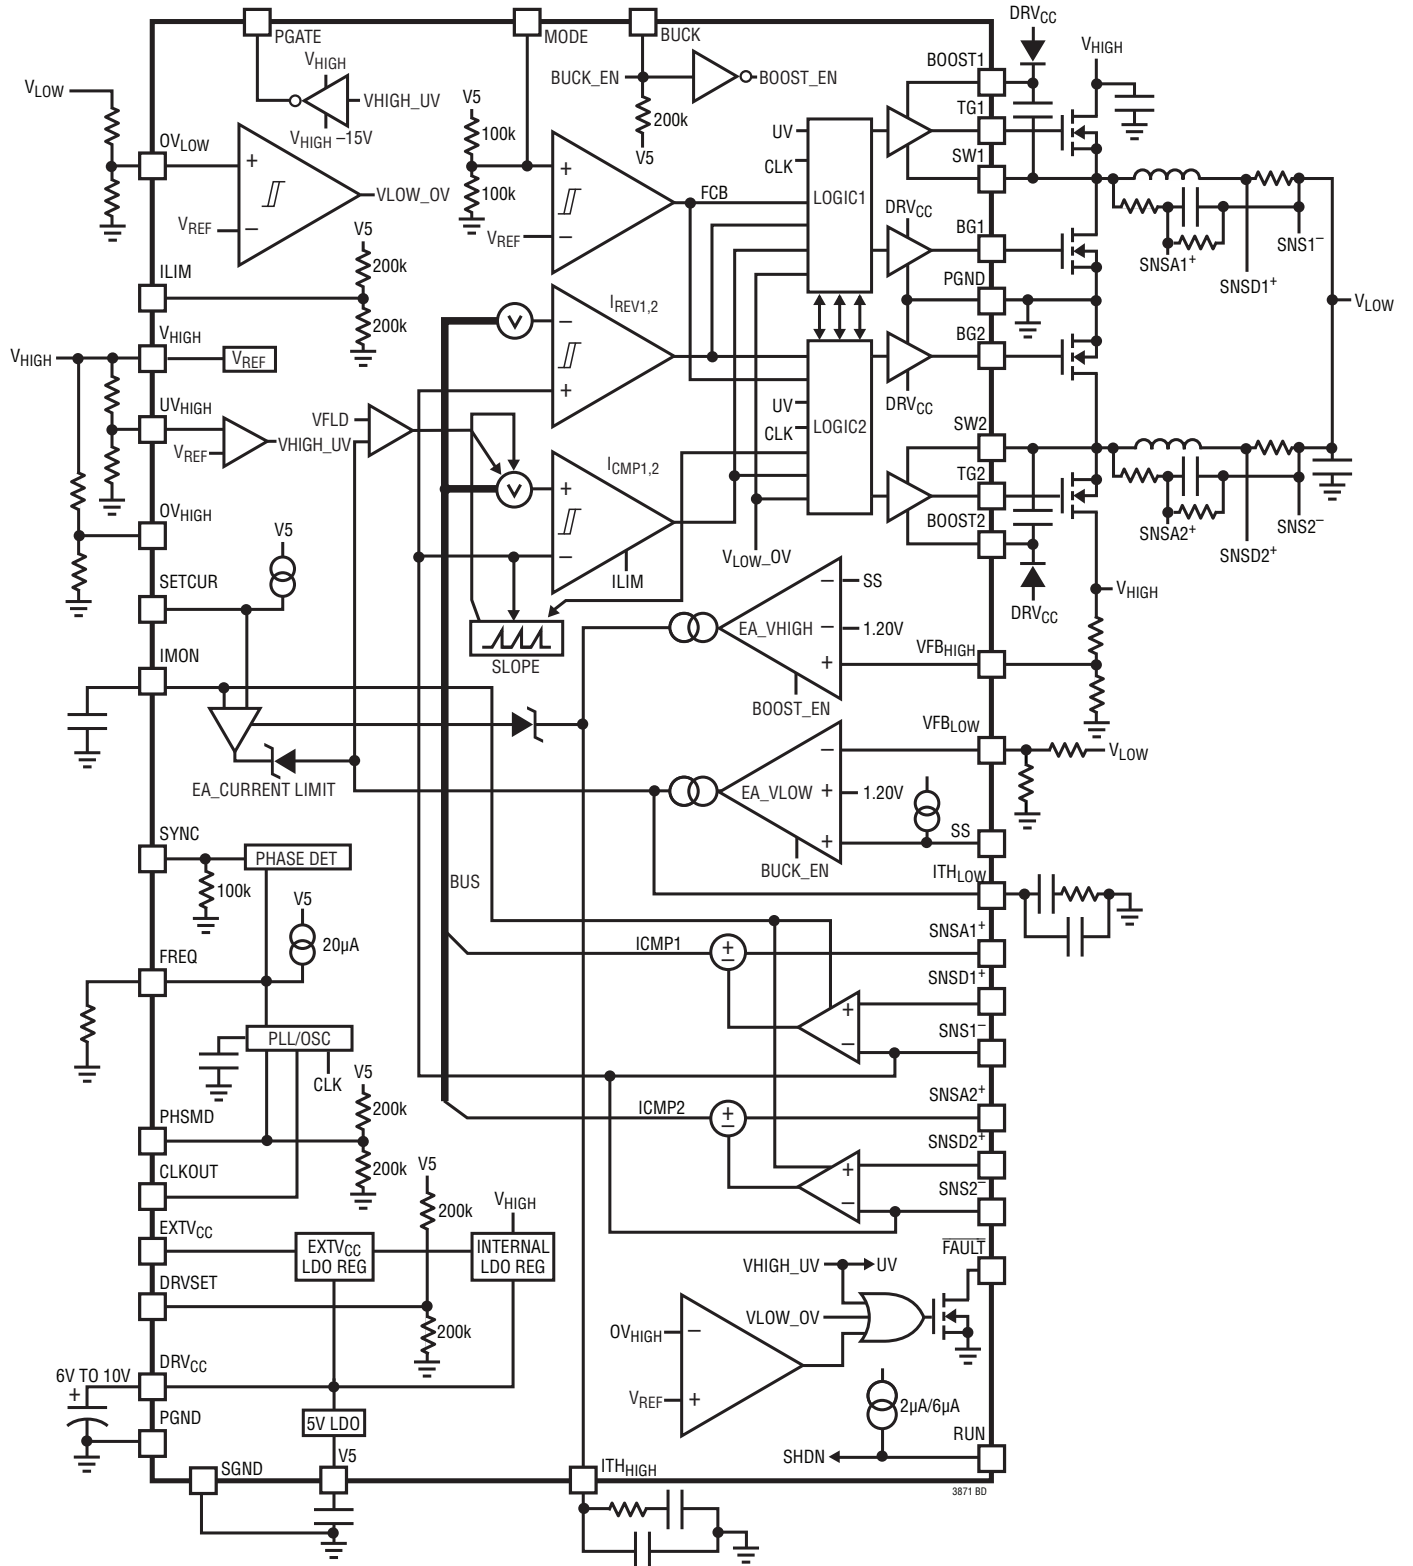 DRVCC
PGATE
MODE
BUCK
VHIGH
BOOST1
VHIGH
BUCK_EN
BOOST_EN
VLOW
V5
VHIGH_UV
TG1
100k
200k
VHIGH –15V
OVLOW
UV
V5
SW1
+
+
CLK
100k
VLOW_OV
FCB
LOGIC1
DRVCC
VREF
–
V5
VREF
–
BG1
SNS1–
SNSA1+
ILIM
200k
PGND
SNSD1+
IREV1,2
VLOW
200k
–
V
VHIGH
BG2
VHIGH
VREF
+
DRVCC
UVHIGH
UV
VFLD
SW2
CLK
LOGIC2
VREF
VHIGH_UV
ICMP1,2
TG2
V
+
OVHIGH
BOOST2
V5
SNS2–
SNSA2+
SNSD2+
–
VLOW_OV
ILIM
–
SS
SETCUR
VHIGH
DRVCC
EA_VHIGH
–
1.20V
VFBHIGH
SLOPE
IMON
+
BOOST_EN
VFBLOW
–
VLOW
EA_CURRENT LIMIT
EA_VLOW
+
1.20V
SS
SYNC
+
PHASE DET
BUCK_EN
ITHLOW
BUS
100k
V5
SNSA1+
20µA
ICMP1
+
–
FREQ
SNSD1+
+
PLL/OSC
SNS1–
–
CLK
V5
SNSA2+
PHSMD
200k
ICMP2
+
–
SNSD2+
CLKOUT
200k
V5
+
SNS2–
VHIGH
–
200k
EXTVCC
EXTVCC
LDO REG
INTERNAL
LDO REG
FAULT
VHIGH_UV
UV
DRVSET
VLOW_OV
200k
OVHIGH
–
DRVCC
6V TO 10V
+
VREF
+
2µA/6µA
PGND
5V LDO
RUN
V5
SHDN
SGND
ITHHIGH
3871 BD